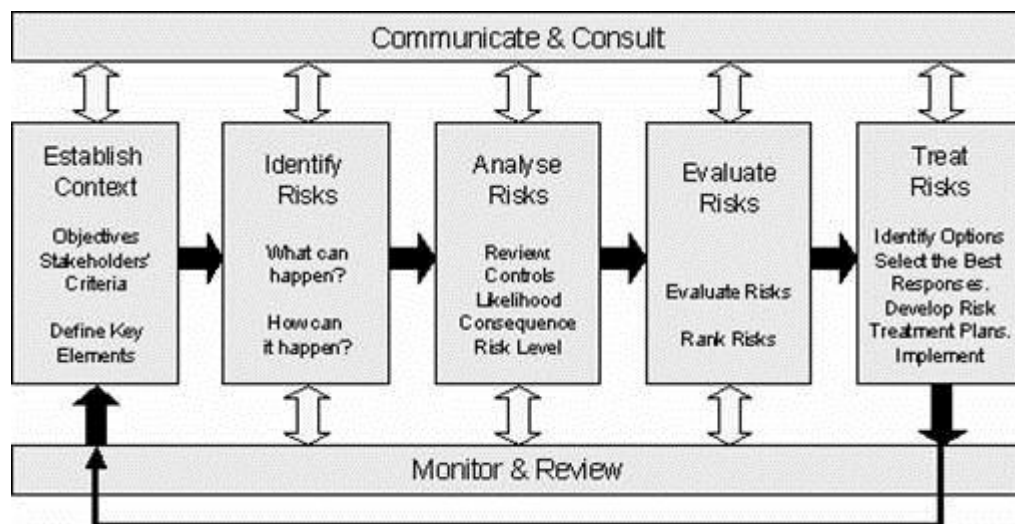 Communicate & Consult
Establish
Context
Objectives
Stakeholders'
Criteria
Define Key
Elements
Identify
Risks
What can
happen?
How can
it happen?
Analyse
Risks
Review
Controls
Likelihood
Consequence
Risk Level
Evaluate
Risks
Evaluate Risks
Rank Risks
Treat
Risks
Identify Options
Select the Best
Responses.
Develop Risk
Treatment Plans.
Implement
Monitor & Review